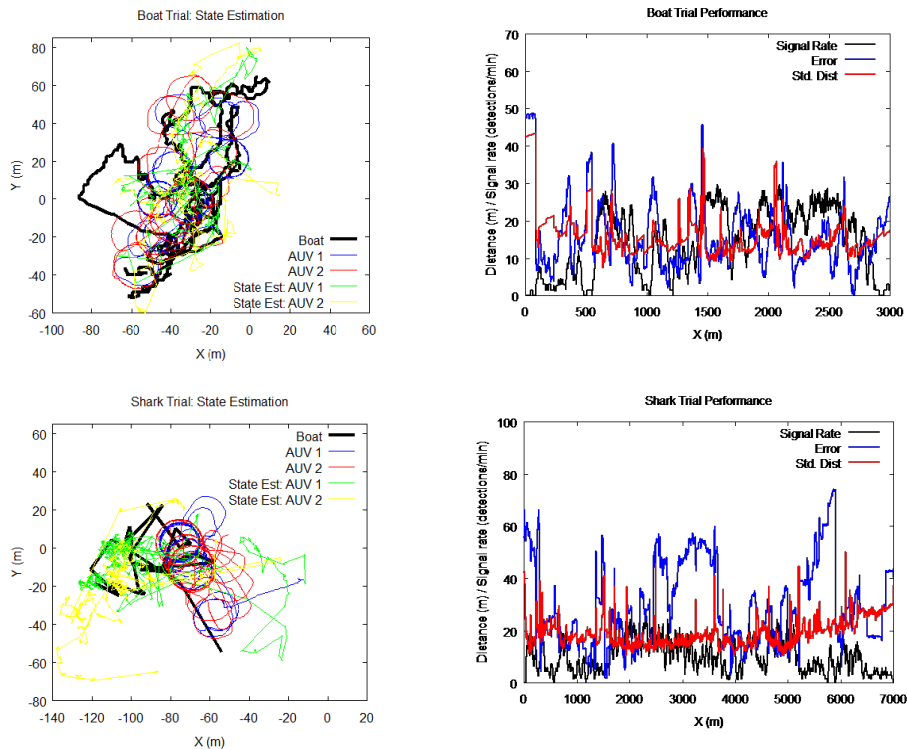 Boat Trial: State Estimation
80
60
40
20
0
-20
-40
-60
Y (m)
Boat
AUV 1
AUV 2
State Est: AUV 1
State Est: AUV 2
-100 -80 -60 -40 -20 0 20 40 60
X (m)
Boat Trial Performance
70
60
50
40
30
20
10
0
Distance (m) / Signal rate (detections/min)
Signal Rate
Error
Std. Dist
0 500 1000 1500 2000 2500 3000
X (m)
Shark Trial: State Estimation
60
40
20
0
-20
-40
-60
-80
Y (m)
Boat
AUV 1
AUV 2
State Est: AUV 1
State Est: AUV 2
-140 -120 -100 -80 -60 -40 -20 0 20
X (m)
Shark Trial Performance
100
80
60
40
20
0
Distance (m) / Signal rate (detections/min)
Signal Rate
Error
Std. Dist
0 1000 2000 3000 4000 5000 6000 7000
X (m)